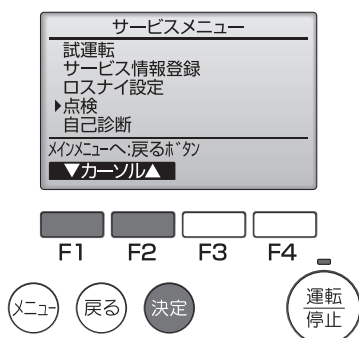 サービスメニュー
試運転
サービス情報登録
ロスナイ設定
▶点検
自己診断
メインメニューへ:戻るボタン
▼カーソル▲
F1 F2 F3 F4
メニュー 戻る 決定 運転
停止